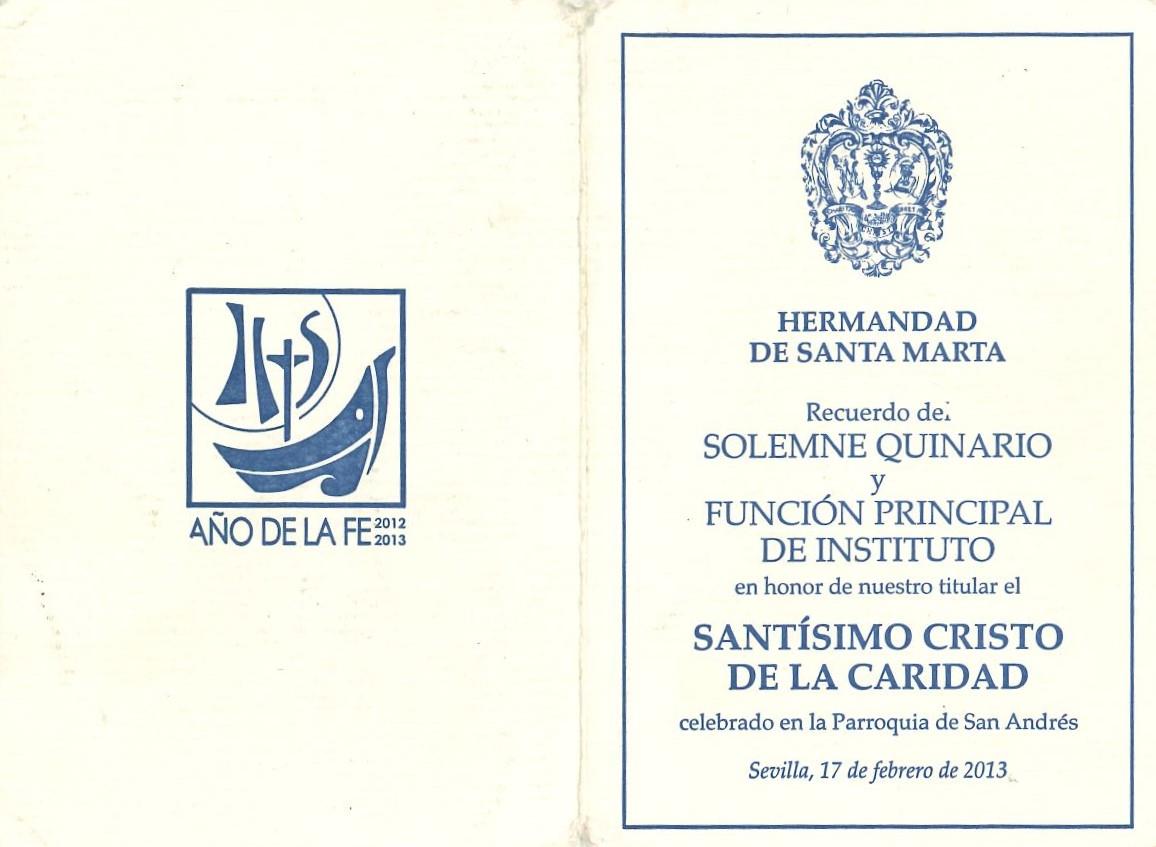 AÑO DE LA FE 2012
2013
HERMANDAD
DE SANTA MARTA
Recuerdo del
SOLEMNE QUINARIO
y
FUNCIÓN PRINCIPAL
DE INSTITUTO
en honor de nuestro titular el
SANTÍSIMO CRISTO
DE LA CARIDAD
celebrado en la Parroquia de San Andrés
Sevilla, 17 de febrero de 2013